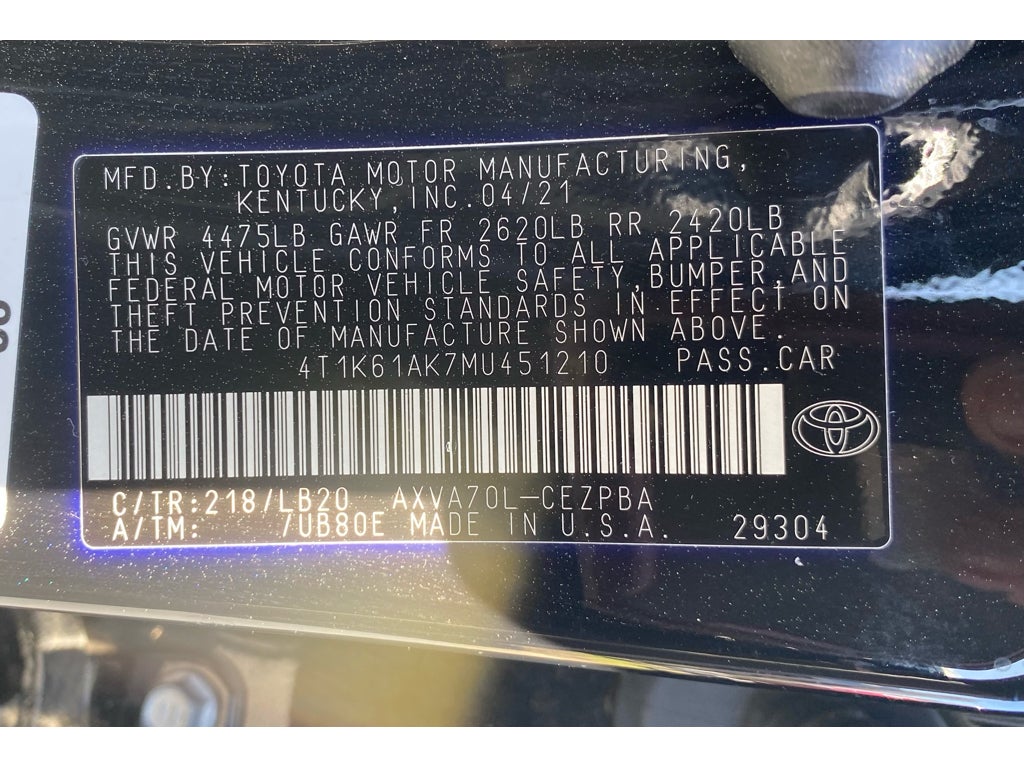 MFD.BY:TOYOTA MOTOR MANUFACTURING,
KENTUCKY,INC.04/21
GVWR 4475LB GAWR FR 2620LB RR 2420LB
THIS VEHICLE CONFORMS TO ALL APPLICABLE
FEDERAL MOTOR VEHICLE SAFETY,BUMPER,AND
THEFT PREVENTION STANDARDS IN EFFECT ON
THE DATE OF MANUFACTURE SHOWN ABOVE.
4T1K61AK7MU451210 PASS.CAR
C/TR:218/LB20 AXVA70L-CEZPBA
A/TM: /UB80E MADE IN U.S.A. 29304